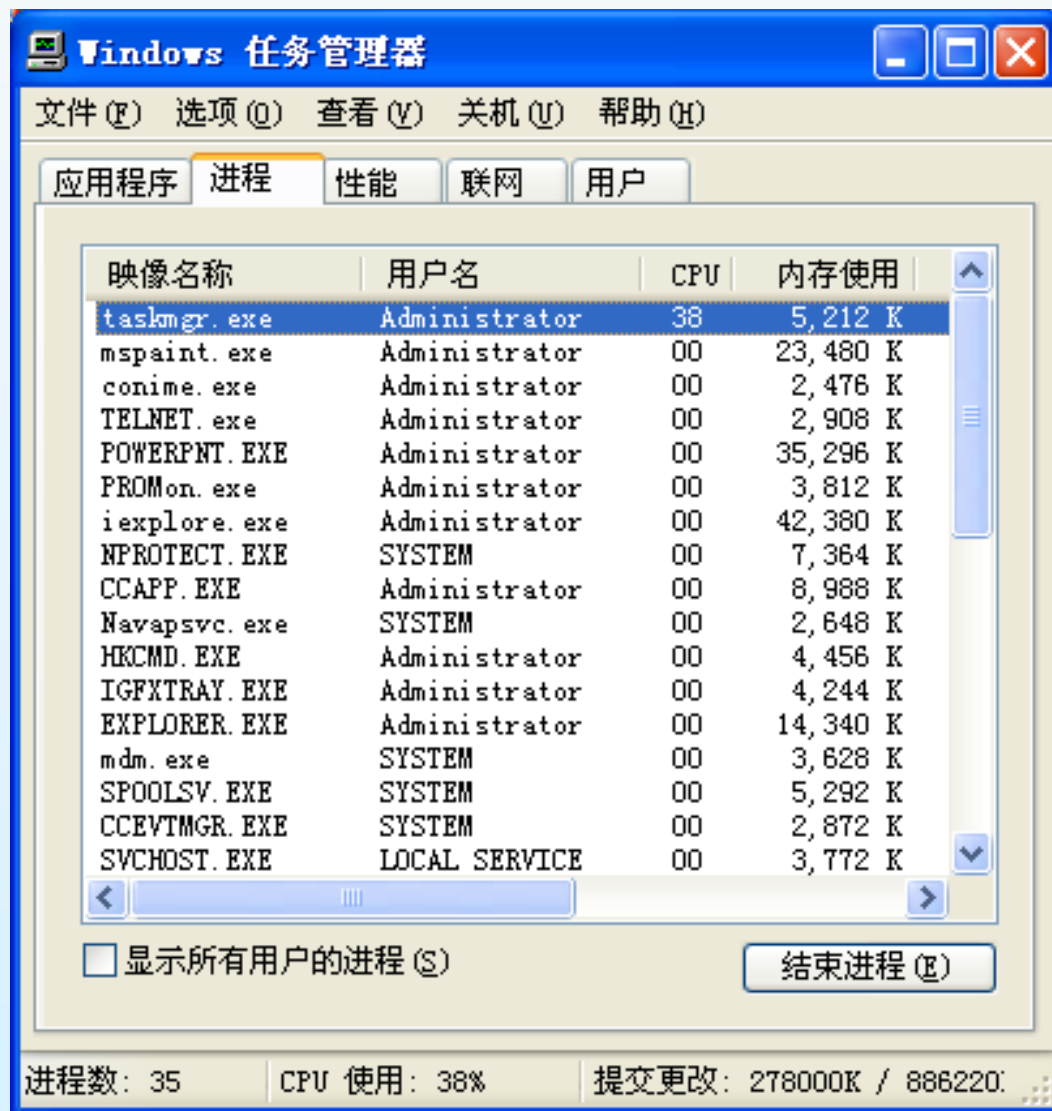 Windows 任务管理器
文件(F) 选项(O) 查看(V) 关机(U) 帮助(H)
应用程序 进程 性能 联网 用户
映像名称 用户名 CPU 内存使用
taskmgr.exe Administrator 38 5,212 K
mspaint.exe Administrator 00 23,480 K
conime.exe Administrator 00 2,476 K
TELNET.exe Administrator 00 2,908 K
POWERPNT.EXE Administrator 00 35,296 K
PROMon.exe Administrator 00 3,812 K
iexplore.exe Administrator 00 42,380 K
NPROTECT.EXE SYSTEM 00 7,364 K
CCAPP.EXE Administrator 00 8,988 K
Navapsvc.exe SYSTEM 00 2,648 K
HKCMD.EXE Administrator 00 4,456 K
IGFXTRAY.EXE Administrator 00 4,244 K
EXPLORER.EXE Administrator 00 14,340 K
mdm.exe SYSTEM 00 3,628 K
SPOOLSV.EXE SYSTEM 00 5,292 K
CCEVTMGR.EXE SYSTEM 00 2,872 K
SVCHOST.EXE LOCAL SERVICE 00 3,772 K
显示所有用户的进程(S) 结束进程(E)
进程数: 35 CPU 使用: 38% 提交更改: 278000K / 886220